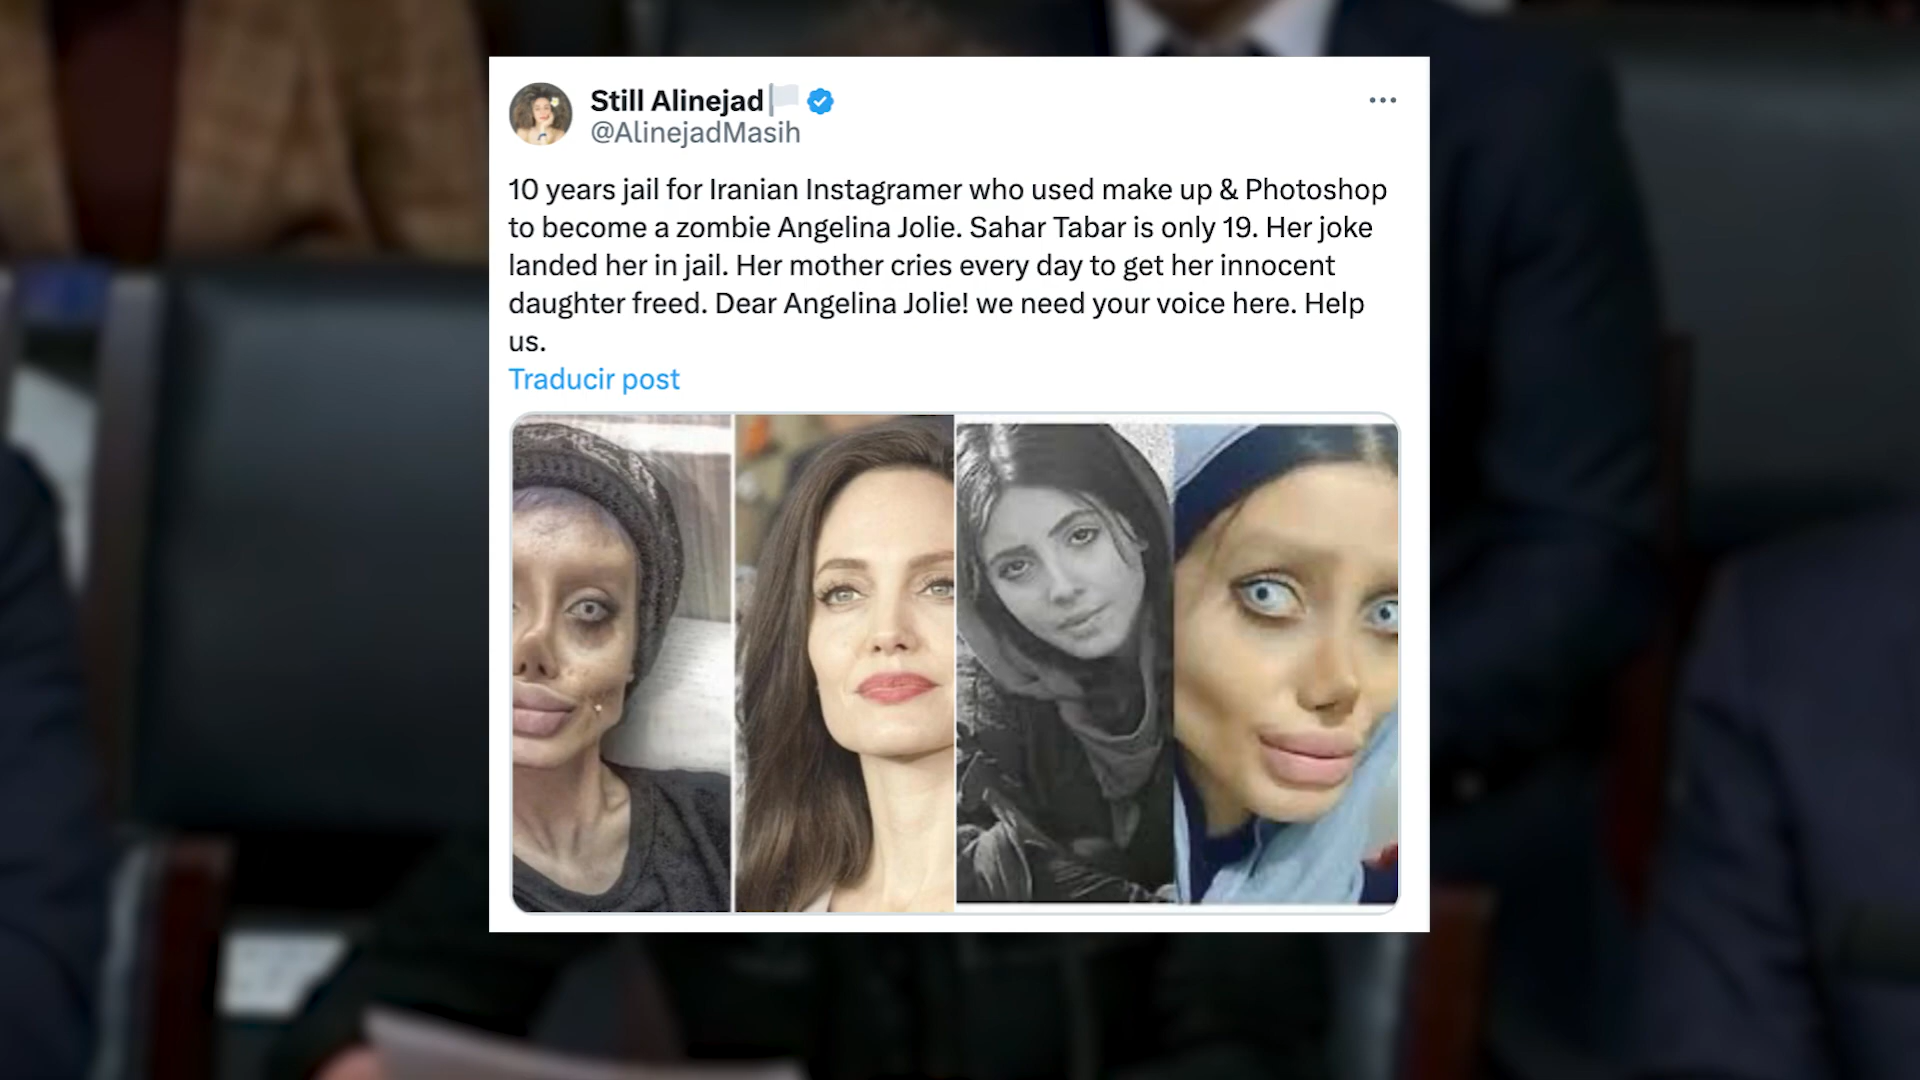 Still Alinejad
@AlinejadMasih
10 years jail for Iranian Instagramer who used make up & Photoshop
to become a zombie Angelina Jolie. Sahar Tabar is only 19. Her joke
landed her in jail. Her mother cries every day to get her innocent
daughter freed. Dear Angelina Jolie! we need your voice here. Help
us.
Traducir post